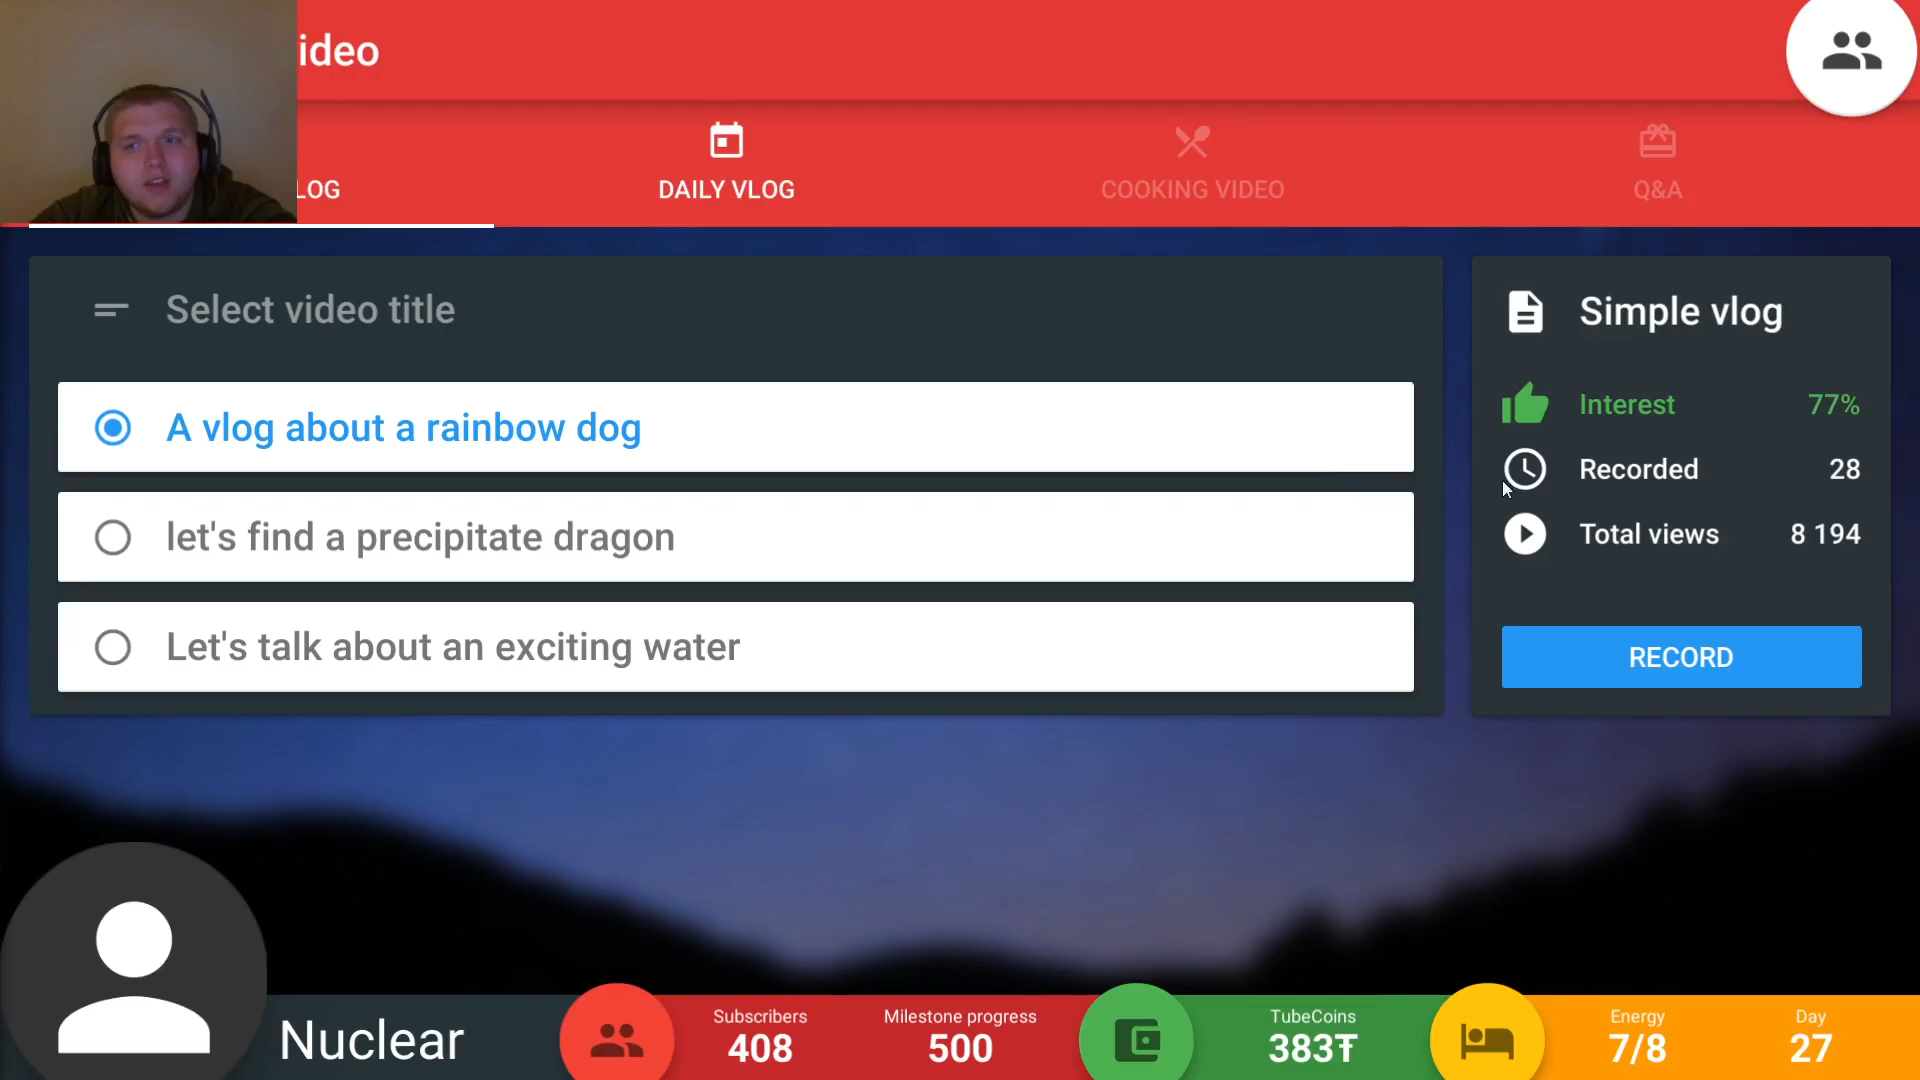 ideo
LOG
DAILY VLOG
COOKING VIDEO
Q&A
Select video title
A vlog about a rainbow dog
let's find a precipitate dragon
Let's talk about an exciting water
Simple vlog
Interest 77%
Recorded 28
Total views 8 194
RECORD
Nuclear
Subscribers
408
Milestone progress
500
TubeCoins
383Ŧ
Energy
7/8
Day
27